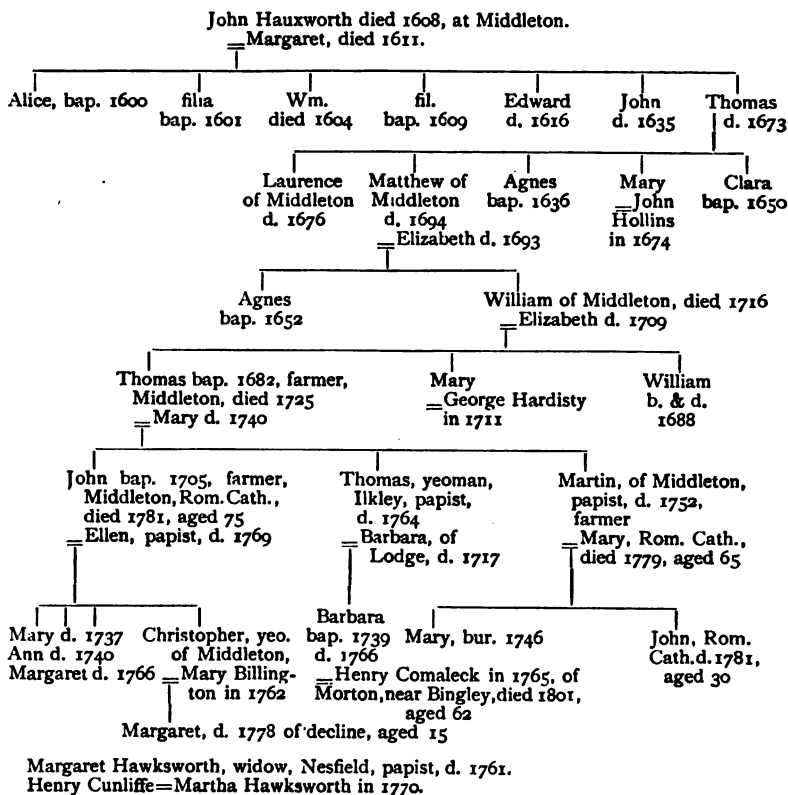 John Hauxworth died 1608, at Middleton.
=Margaret, died 1611.
Alice, bap. 1600
filia
bap. 1601
Wm.
died 1604
fil.
bap. 1609
Edward
d. 1616
John
d. 1635
Thomas
d. 1673
Laurence
of Middleton
d. 1676
Matthew of
Middleton
d. 1694
=Elizabeth d. 1693
Agnes
bap. 1636
Mary
=John
Hollins
in 1674
Clara
bap. 1650
Agnes
bap. 1652
William of Middleton, died 1716
=Elizabeth d. 1709
Thomas bap. 1682, farmer,
Middleton, died 1725
=Mary d. 1740
Mary
=George Hardisty
in 1711
William
b. & d.
1688
John bap. 1705, farmer,
Middleton, Rom. Cath.,
died 1781, aged 75
=Ellen, papist, d. 1769
Thomas, yeoman,
Ilkley, papist,
d. 1764
=Barbara, of
Lodge, d. 1717
Martin, of Middleton,
papist, d. 1752,
farmer
=Mary, Rom. Cath.,
died 1779, aged 65
Mary d. 1737
Ann d. 1740
Margaret d. 1766
Christopher, yeo.
of Middleton,
=Mary Billing-
ton in 1762
Barbara
bap. 1739
d. 1766
=Henry Comaleck in 1765, of
Morton, near Bingley, died 1801,
aged 62
Mary, bur. 1746
John, Rom.
Cath. d. 1781,
aged 30
Margaret, d. 1778 of decline, aged 15
Margaret Hawksworth, widow, Nesfield, papist, d. 1761.
Henry Cunliffe=Martha Hawksworth in 1770.